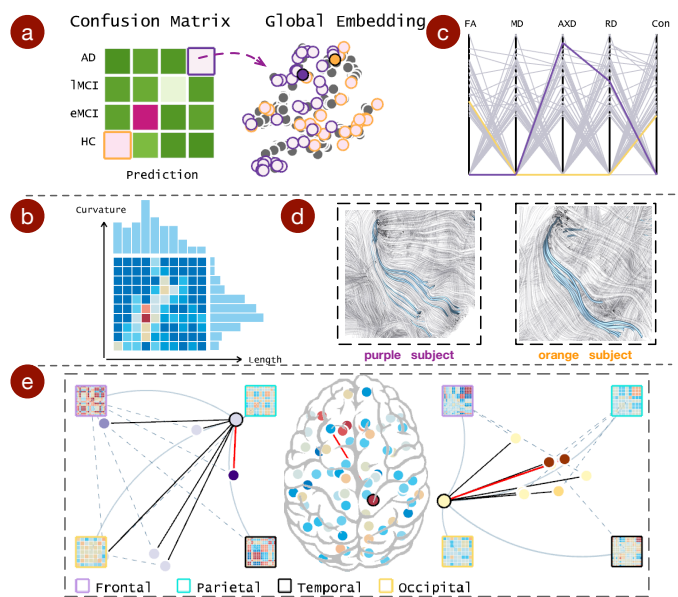 a
Confusion Matrix
Global Embedding
AD
lMCI
eMCI
HC
Prediction
c
FA MD AXD RD Con
b
Curvature
Length
d
purple subject
orange subject
e
Frontal Parietal Temporal Occipital